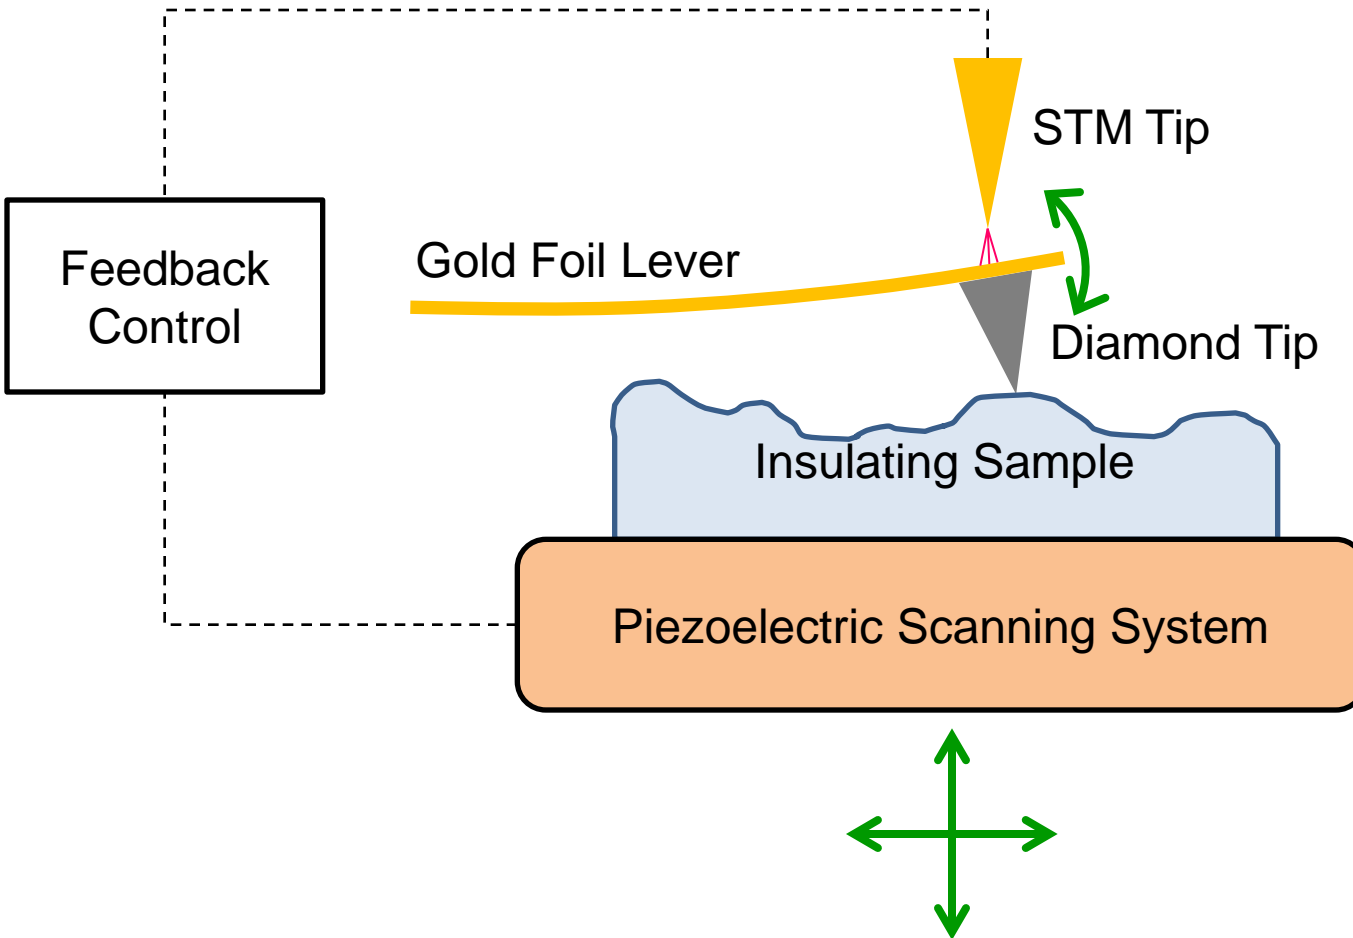 STM Tip
Gold Foil Lever
Feedback
Control
Diamond Tip
Insulating Sample
Piezoelectric Scanning System